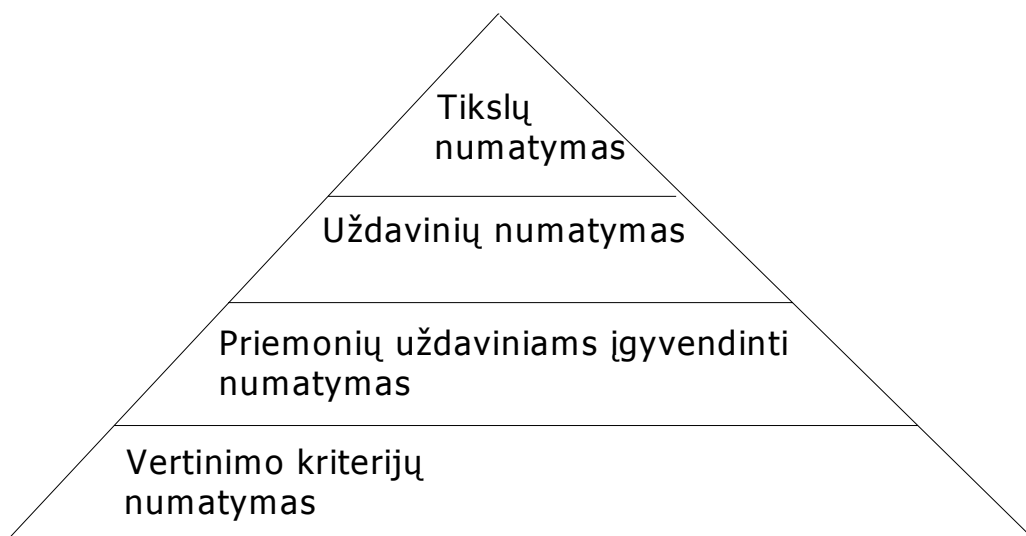 Tikslų
numatymas
Uždavinių numatymas
Priemonių uždaviniams įgyvendinti
numatymas
Vertinimo kriterijų
numatymas